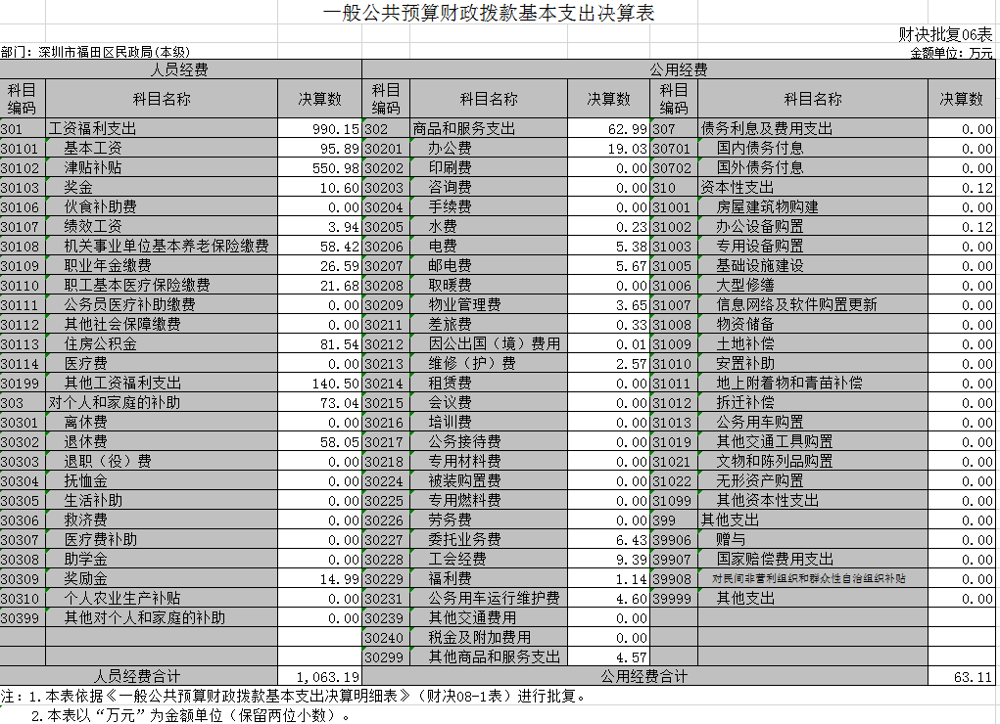 一般公共预算财政拨款基本支出决算表
财决批复06表
部门：深圳市福田区民政局(本级) 金额单位：万元
人员经费 公用经费
科目编码 科目名称 决算数 科目编码 科目名称 决算数 科目编码 科目名称 决算数
301 工资福利支出 990.15 302 商品和服务支出 62.99 307 债务利息及费用支出 0.00
30101 基本工资 95.89 30201 办公费 19.03 30701 国内债务付息 0.00
30102 津贴补贴 550.98 30202 印刷费 0.00 30702 国外债务付息 0.00
30103 奖金 10.60 30203 咨询费 0.00 310 资本性支出 0.12
30106 伙食补助费 0.00 30204 手续费 0.00 31001 房屋建筑物购建 0.00
30107 绩效工资 3.94 30205 水费 0.23 31002 办公设备购置 0.12
30108 机关事业单位基本养老保险缴费 58.42 30206 电费 5.38 31003 专用设备购置 0.00
30109 职业年金缴费 26.59 30207 邮电费 5.67 31005 基础设施建设 0.00
30110 职工基本医疗保险缴费 21.68 30208 取暖费 0.00 31006 大型修缮 0.00
30111 公务员医疗补助缴费 0.00 30209 物业管理费 3.65 31007 信息网络及软件购置更新 0.00
30112 其他社会保障缴费 0.00 30211 差旅费 0.33 31008 物资储备 0.00
30113 住房公积金 81.54 30212 因公出国（境）费用 0.01 31009 土地补偿 0.00
30114 医疗费 0.00 30213 维修（护）费 2.57 31010 安置补助 0.00
30199 其他工资福利支出 140.50 30214 租赁费 0.00 31011 地上附着物和青苗补偿 0.00
303 对个人和家庭的补助 73.04 30215 会议费 0.00 31012 拆迁补偿 0.00
30301 离休费 0.00 30216 培训费 0.00 31013 公务用车购置 0.00
30302 退休费 58.05 30217 公务接待费 0.00 31019 其他交通工具购置 0.00
30303 退职（役）费 0.00 30218 专用材料费 0.00 31021 文物和陈列品购置 0.00
30304 抚恤金 0.00 30224 被装购置费 0.00 31022 无形资产购置 0.00
30305 生活补助 0.00 30225 专用燃料费 0.00 31099 其他资本性支出 0.00
30306 救济费 0.00 30226 劳务费 0.00 399 其他支出 0.00
30307 医疗费补助 0.00 30227 委托业务费 6.43 39906 赠与 0.00
30308 助学金 0.00 30228 工会经费 9.39 39907 国家赔偿费用支出 0.00
30309 奖励金 14.99 30229 福利费 1.14 39908 对民间非营利组织和群众性自治组织补贴 0.00
30310 个人农业生产补贴 0.00 30231 公务用车运行维护费 4.60 39999 其他支出 0.00
30399 其他对个人和家庭的补助 0.00 30239 其他交通费用 0.00
30240 税金及附加费用 0.00
30299 其他商品和服务支出 4.57
人员经费合计 1,063.19 公用经费合计 63.11
注：1.本表依据《一般公共预算财政拨款基本支出决算明细表》（财决08-1表）进行批复。
2.本表以“万元”为金额单位（保留两位小数）。